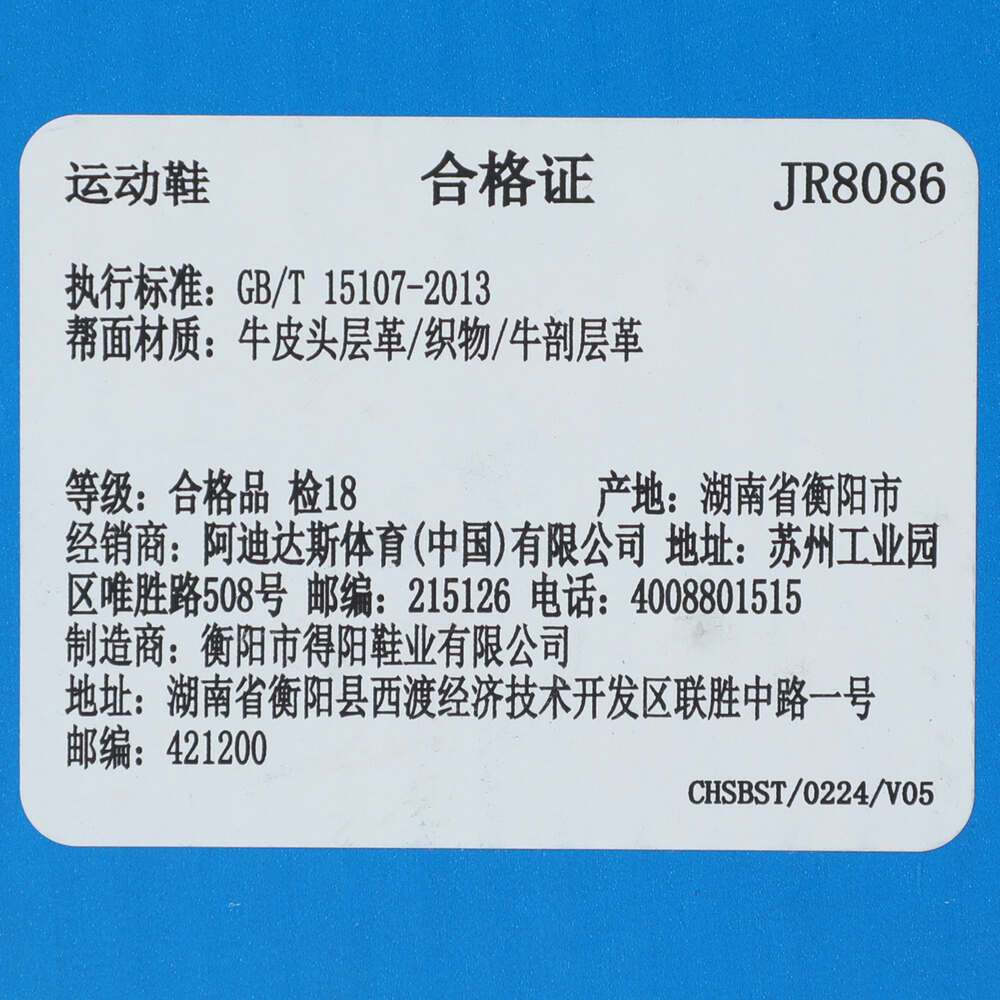 运动鞋 合格证 JR8086
执行标准：GB/T 15107-2013
帮面材质：牛皮头层革/织物/牛剖层革
等级：合格品 检18 产地：湖南省衡阳市
经销商：阿迪达斯体育(中国)有限公司 地址：苏州工业园
区唯胜路508号 邮编：215126 电话：4008801515
制造商：衡阳市得阳鞋业有限公司
地址：湖南省衡阳县西渡经济技术开发区联胜中路一号
邮编：421200
CHSBST/0224/V05